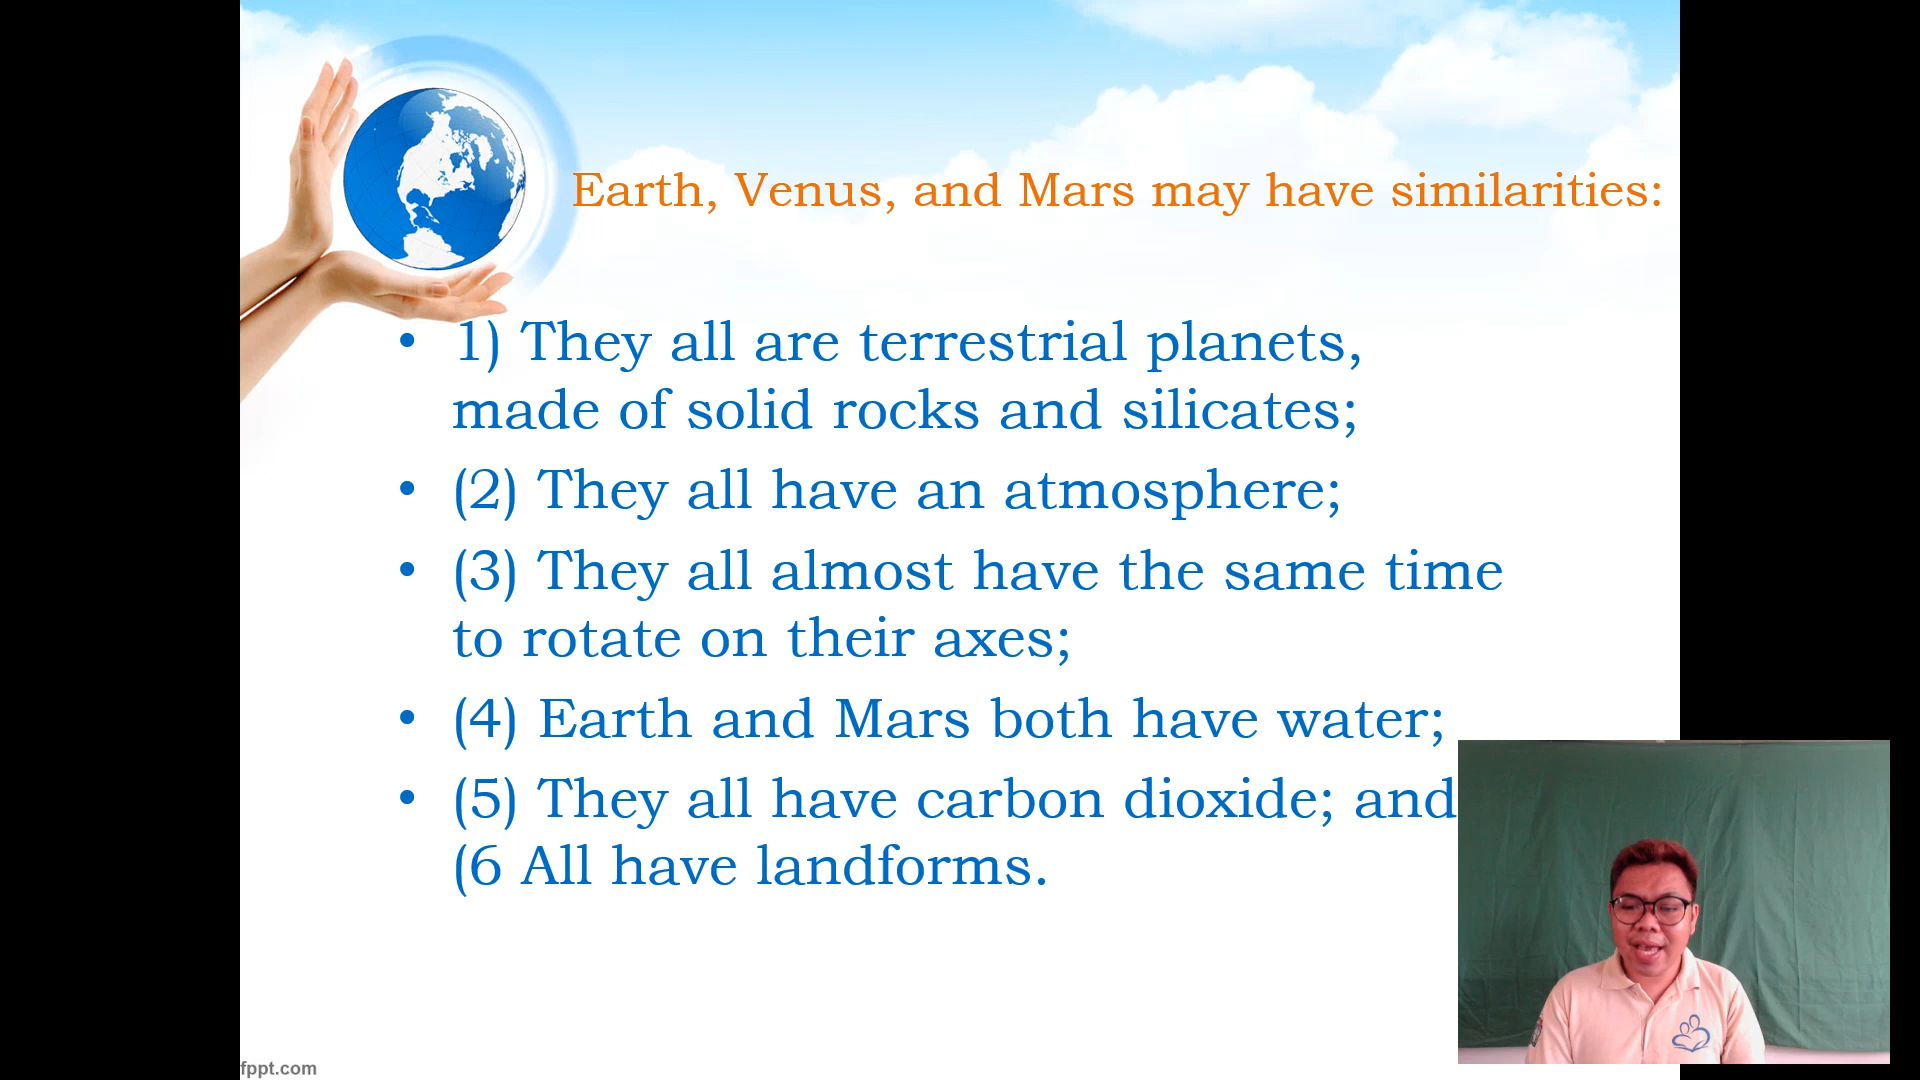 Earth, Venus, and Mars may have similarities:
• 1) They all are terrestrial planets,
made of solid rocks and silicates;
• (2) They all have an atmosphere;
• (3) They all almost have the same time
to rotate on their axes;
• (4) Earth and Mars both have water;
• (5) They all have carbon dioxide; and
(6 All have landforms.
fppt.com